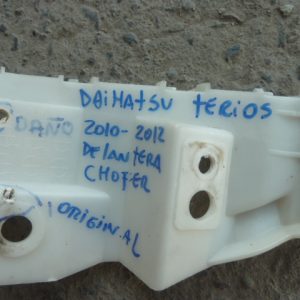 DAIHATSU TERIOS
DAÑO 2010-2012
DELANTERA
CHOFER
ORIGINAL